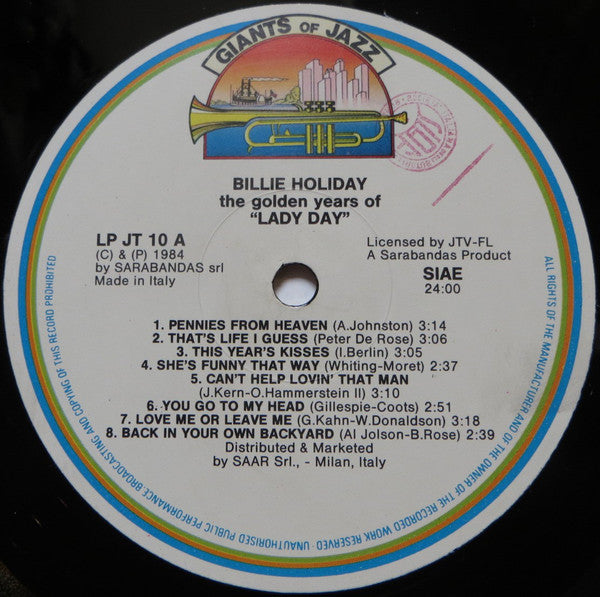 GIANTS OF JAZZ
BILLIE HOLIDAY
the golden years of
"LADY DAY"
LP JT 10 A
(C) & (P) 1984
by SARABANDAS srl
Made in Italy
Licensed by JTV-FL
A Sarabandas Product
SIAE
24:00
1. PENNIES FROM HEAVEN (A.Johnston) 3:14
2. THAT'S LIFE I GUESS (Peter De Rose) 3:06
3. THIS YEAR'S KISSES (I.Berlin) 3:05
4. SHE'S FUNNY THAT WAY (Whiting-Moret) 2:37
5. CAN'T HELP LOVIN' THAT MAN
(J.Kern-O.Hammerstein II) 3:10
6. YOU GO TO MY HEAD (Gillespie-Coots) 2:51
7. LOVE ME OR LEAVE ME (G.Kahn-W.Donaldson) 3:18
8. BACK IN YOUR OWN BACKYARD (Al Jolson-B.Rose) 2:39
Distributed & Marketed
by SAAR Srl., - Milan, Italy
ALL RIGHTS OF THE MANUFACTURER AND OF THE OWNER OF THE RECORDED WORK RESERVED · UNAUTHORISED PUBLIC PERFORMANCE BROADCASTING AND COPYING OF THIS RECORD PROHIBITED